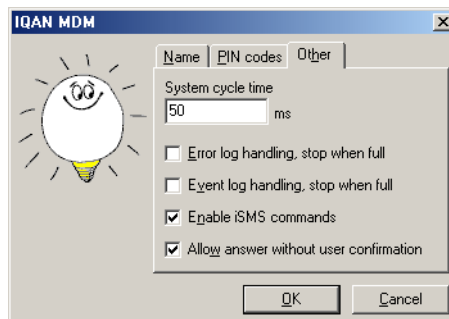 IQAN MDM
Name
PIN codes
Other
System cycle time
50
ms
Error log handling, stop when full
Event log handling, stop when full
Enable iSMS commands
Allow answer without user confirmation
OK
Cancel